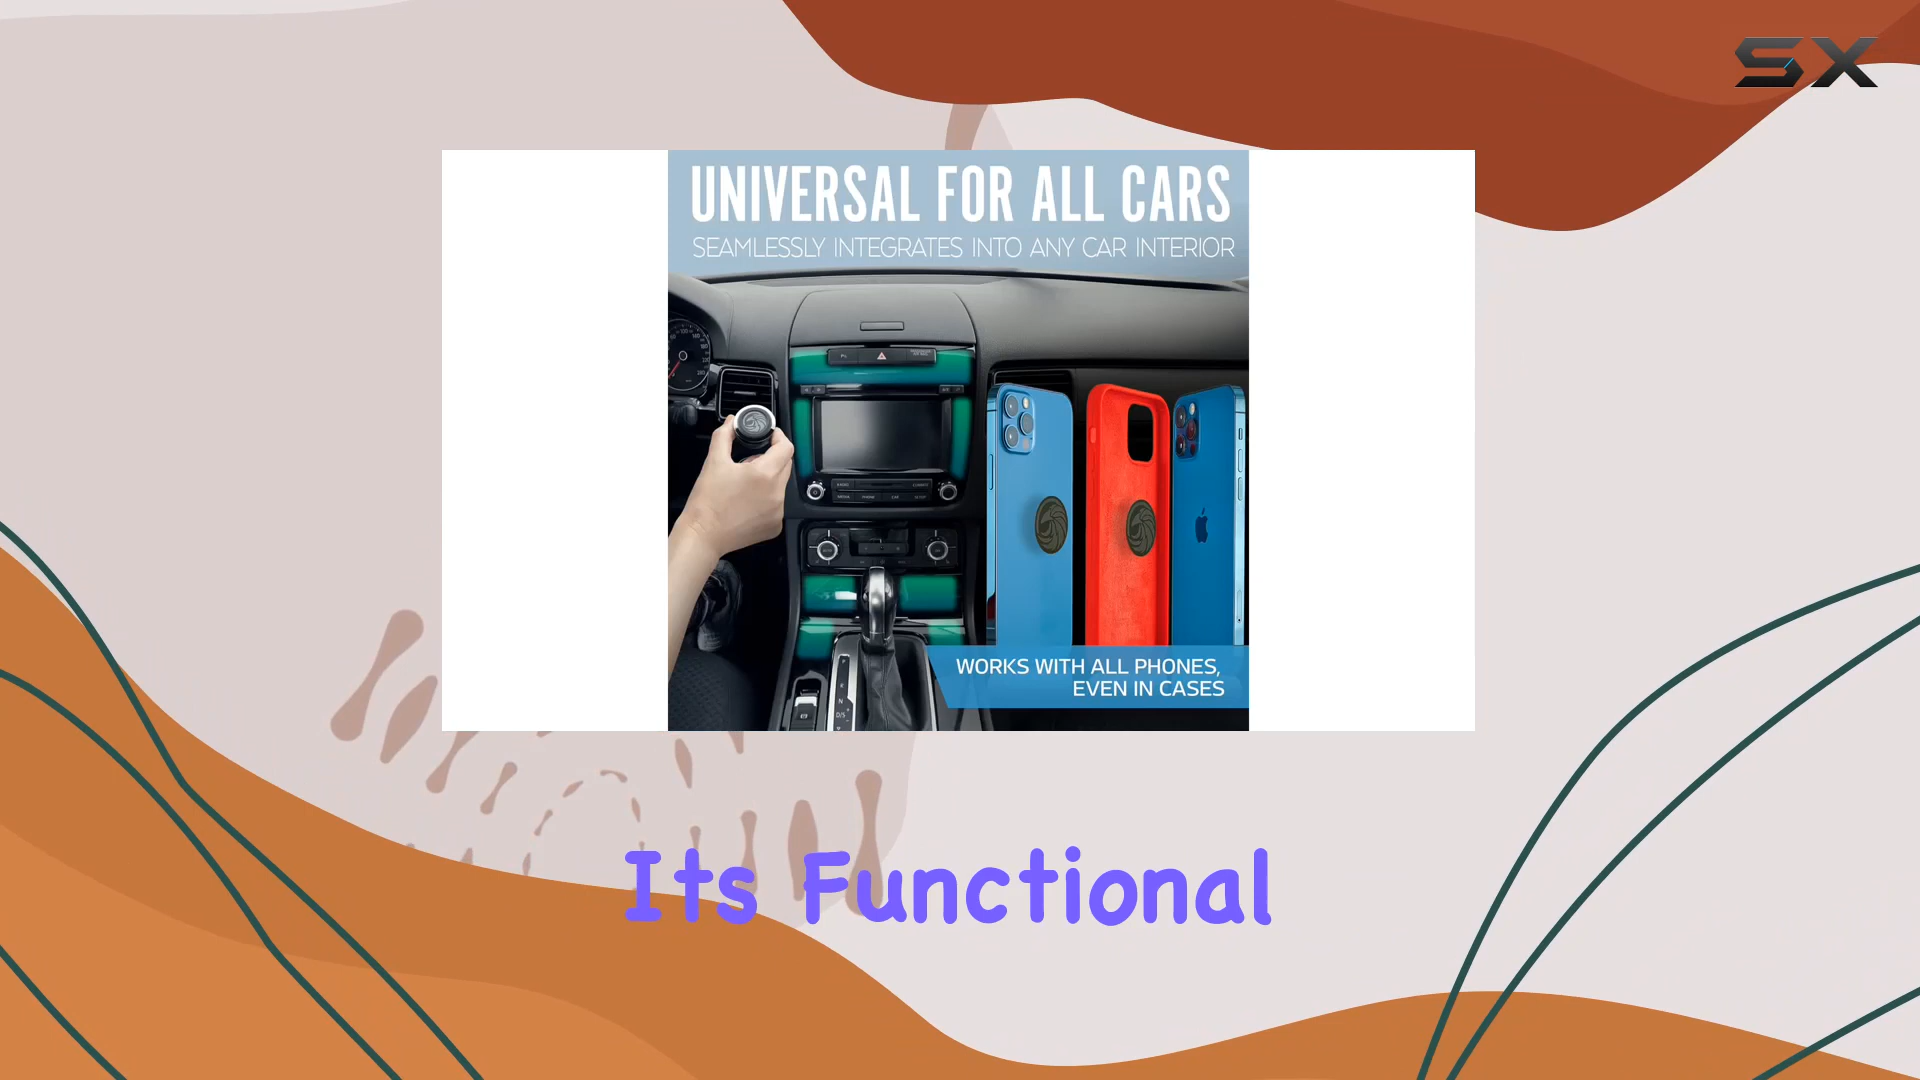 SX
UNIVERSAL FOR ALL CARS
SEAMLESSLY INTEGRATES INTO ANY CAR INTERIOR
WORKS WITH ALL PHONES,
EVEN IN CASES
Its Functional